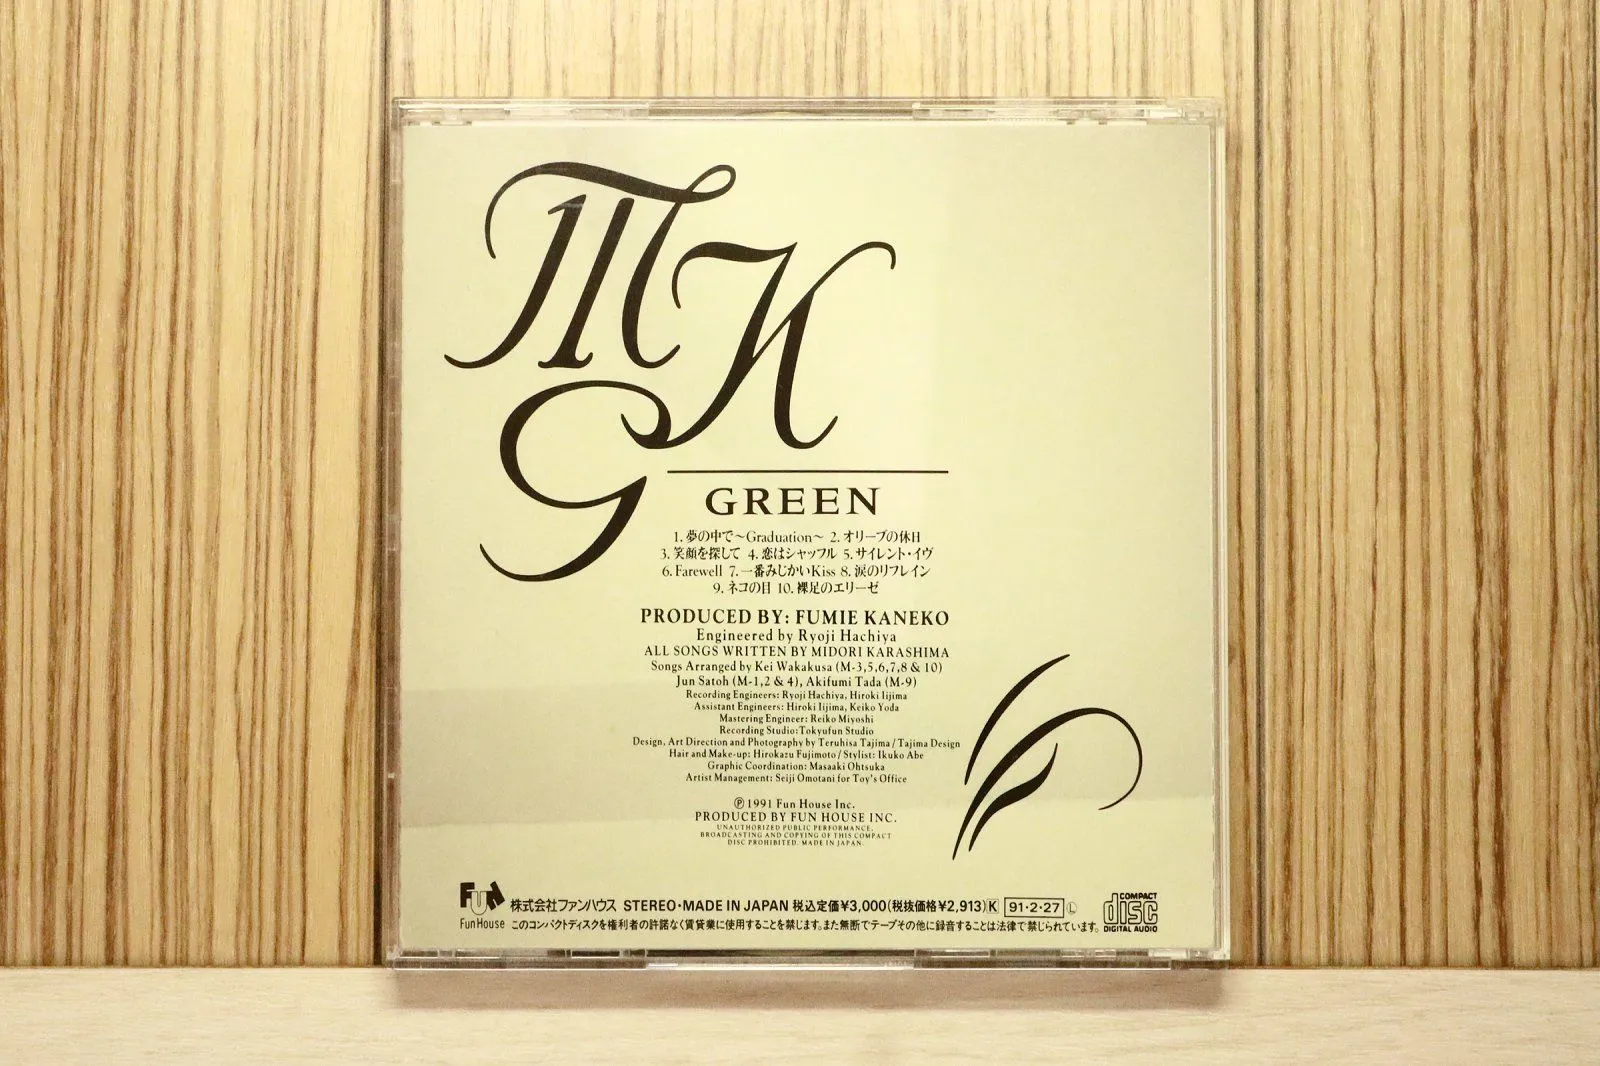 MK
G
GREEN
1. 夢の中で〜Graduation〜 2. オリーブの休日
3. 笑顔を探して 4. 恋はシャッフル 5. サイレント・イヴ
6. Farewell 7. 一番みじかいKiss 8. 涙のリフレイン
9. ネコの目 10. 裸足のエリーゼ
PRODUCED BY: FUMIE KANEKO
Engineered by Ryoji Hachiya
ALL SONGS WRITTEN BY MIDORI KARASHIMA
Songs Arranged by Kei Wakakusa (M-3,5,6,7,8 & 10)
Jun Satoh (M-1,2 & 4), Akifumi Tada (M-9)
Recording Engineers: Ryoji Hachiya, Hiroki Iijima
Assistant Engineers: Hiroki Iijima, Keiko Yoda
Mastering Engineer: Reiko Miyoshi
Recording Studio: Tokyufun Studio
Design, Art Direction and Photography by Teruhisa Tajima / Tajima Design
Hair and Make-up: Hirokazu Fujimoto / Stylist: Ikuko Abe
Graphic Coordination: Masaaki Ohtsuka
Artist Management: Seiji Omotani for Toy's Office
Ⓟ1991 Fun House Inc.
PRODUCED BY FUN HOUSE INC.
UNAUTHORIZED PUBLIC PERFORMANCE,
BROADCASTING AND COPYING OF THIS COMPACT
DISC PROHIBITED. MADE IN JAPAN.
FUN 株式会社ファンハウス STEREO・MADE IN JAPAN 税込定価¥3,000(税抜価格¥2,913) K 91・2・27 Ⓛ COMPACT disc
Fun House このコンパクトディスクを権利者の許諾なく賃貸業に使用することを禁じます。また無断でテープその他に録音することは法律で禁じられています。 DIGITAL AUDIO